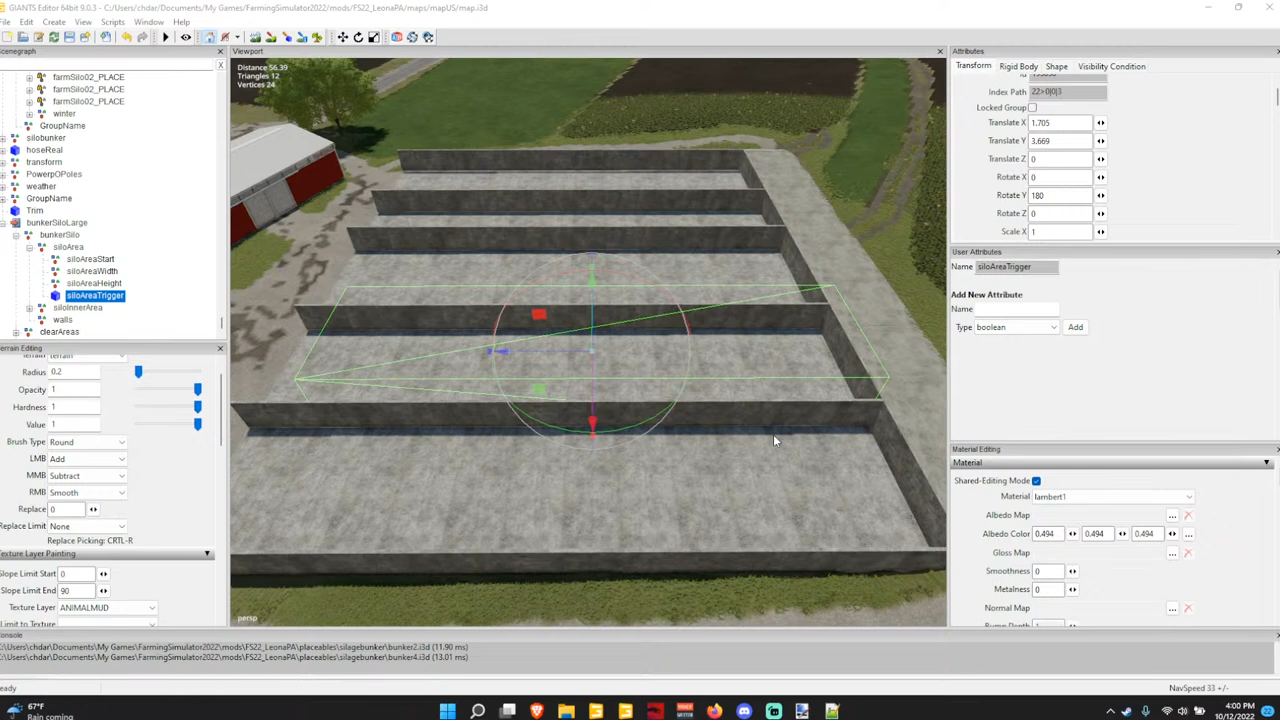 GIANTS Editor 64bit 9.0.3 - C:/Users/chdar/Documents/My Games/FarmingSimulator2022/mods/FS22_LeonaPA/maps/mapUS/map.i3d
File Edit Create View Scripts Window Help
Scenegraph
Viewport
Attributes
farmSilo02_PLACE
farmSilo02_PLACE
farmSilo02_PLACE
winter
GroupName
silobunker
hoseReal
transform
PowerpOPoles
weather
GroupName
Trim
bunkerSiloLarge
bunkerSilo
siloArea
siloAreaStart
siloAreaWidth
siloAreaHeight
siloAreaTrigger
siloInnerArea
walls
clearAreas
Terrain Editing
Radius 0.2
Opacity 1
Hardness 1
Value 1
Brush Type Round
LMB Add
MMB Subtract
RMB Smooth
Replace 0
Replace Limit None
Replace Picking: CRTL-R
Texture Layer Painting
Slope Limit Start 0
Slope Limit End 90
Texture Layer ANIMALMUD
Distance 56.39
Triangles 12
Vertices 24
persp
Transform Rigid Body Shape Visibility Condition
Index Path 22>0|0|3
Locked Group
Translate X 1.705
Translate Y 3.669
Translate Z 0
Rotate X 0
Rotate Y 180
Rotate Z 0
Scale X 1
User Attributes
Name siloAreaTrigger
Add New Attribute
Name
Type boolean Add
Material Editing
Material
Shared-Editing Mode
Material lambert1
Albedo Map ...
Albedo Color 0.494 0.494 0.494 ...
Gloss Map ...
Smoothness 0
Metalness 0
Normal Map ...
Console
C:\Users\chdar\Documents\My Games\FarmingSimulator2022\mods\FS22_LeonaPA\placeables\silagebunker\bunker2.i3d (11.90 ms)
C:\Users\chdar\Documents\My Games\FarmingSimulator2022\mods\FS22_LeonaPA\placeables\silagebunker\bunker4.i3d (13.01 ms)
Ready
NavSpeed 33 +/-
67°F
Rain coming
4:00 PM
10/12/2022